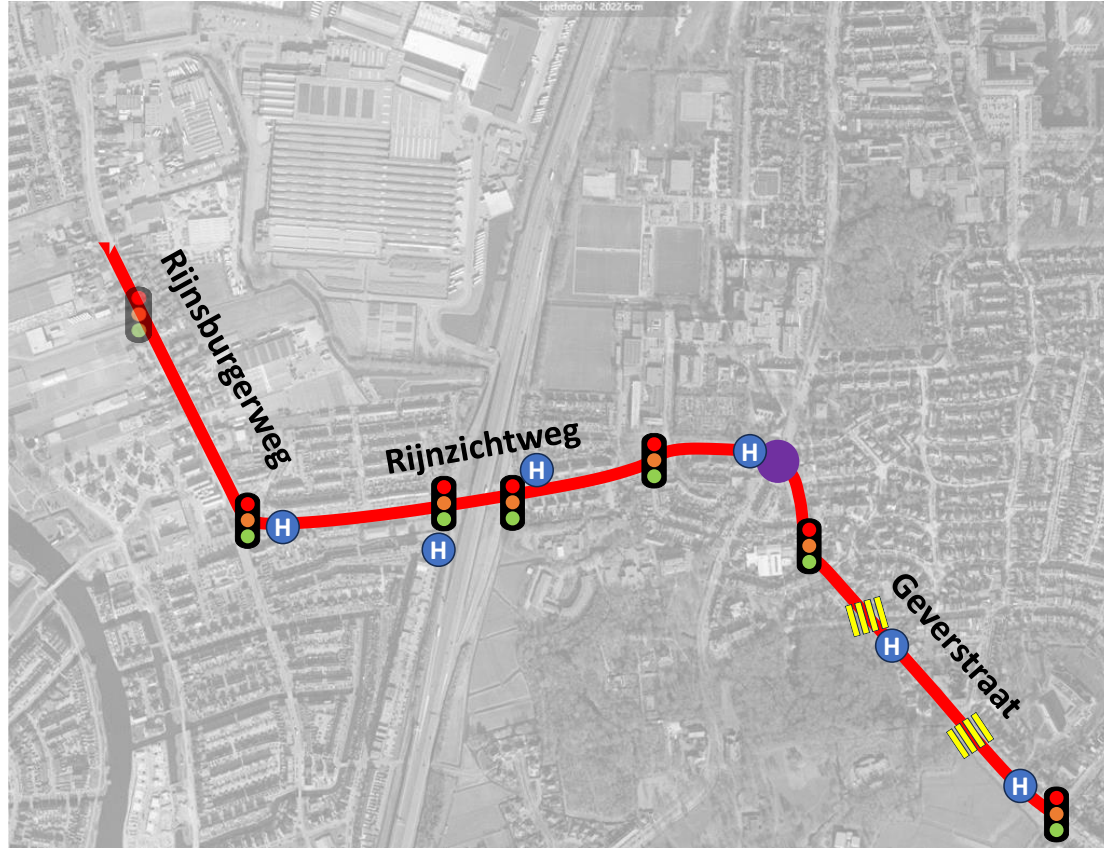 Luchtfoto NL 2022 6cm
Rijnsburgerweg
Rijnzichtweg
H
H
H
H
Geverstraat
H
H